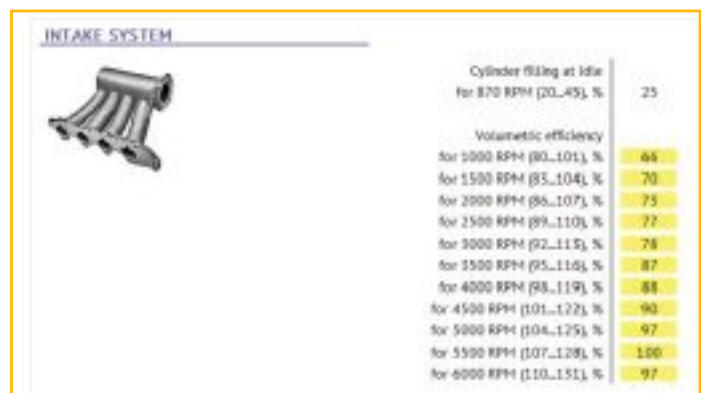 INTAKE SYSTEM
Cylinder filling at idle
for 870 RPM (20...45), % 25
Volumetric efficiency
for 1000 RPM (80...101), % 66
for 1500 RPM (83...104), % 70
for 2000 RPM (86...107), % 73
for 2500 RPM (89...110), % 77
for 3000 RPM (92...113), % 78
for 3500 RPM (95...116), % 87
for 4000 RPM (98...119), % 88
for 4500 RPM (101...122), % 90
for 5000 RPM (104...125), % 97
for 5500 RPM (107...128), % 100
for 6000 RPM (110...131), % 97